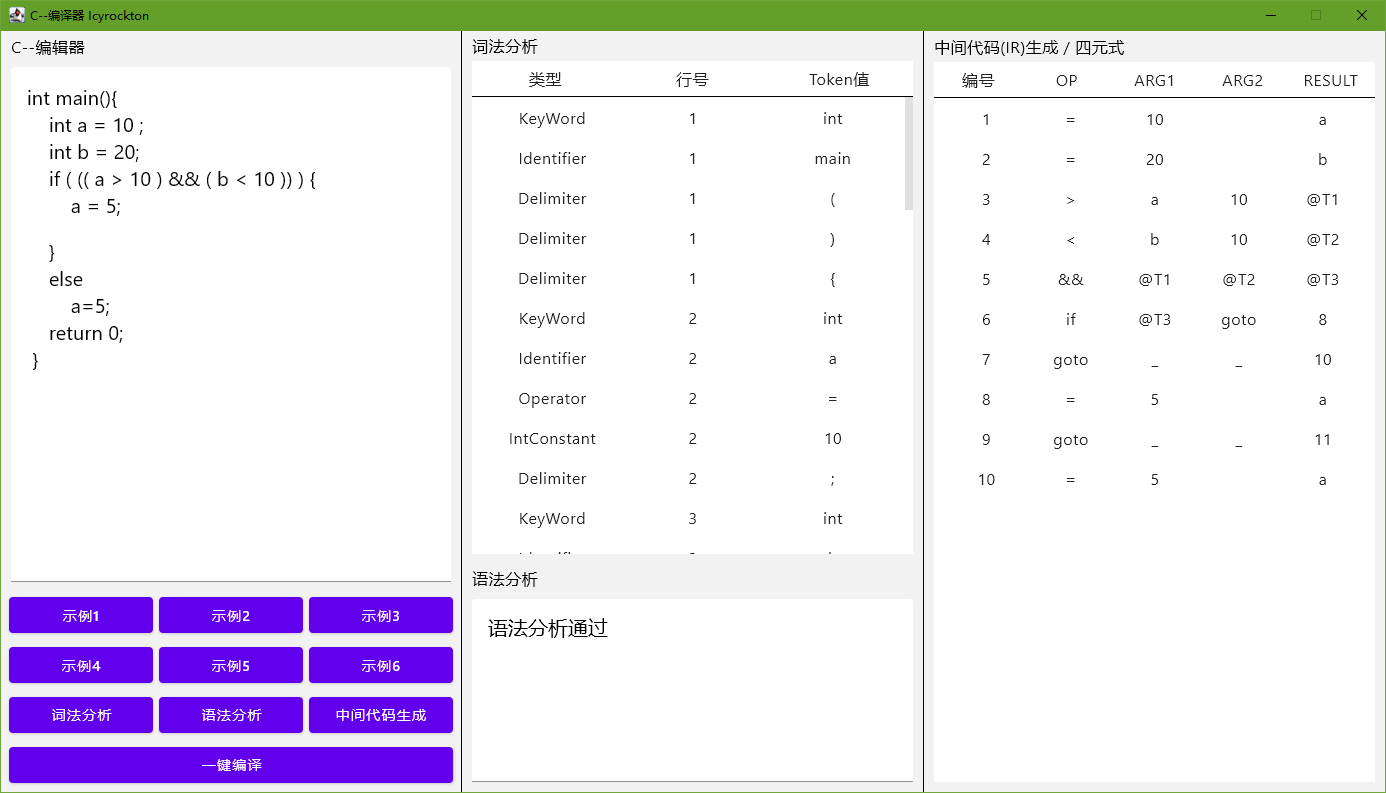 C--编译器 Icyrockton
C--编辑器
int main(){
int a = 10 ;
int b = 20;
if ( (( a > 10 ) && ( b < 10 )) ) {
a = 5;
}
else
a=5;
return 0;
}
示例1 示例2 示例3
示例4 示例5 示例6
词法分析 语法分析 中间代码生成
一键编译
词法分析
类型 行号 Token值
KeyWord 1 int
Identifier 1 main
Delimiter 1 (
Delimiter 1 )
Delimiter 1 {
KeyWord 2 int
Identifier 2 a
Operator 2 =
IntConstant 2 10
Delimiter 2 ;
KeyWord 3 int
语法分析
语法分析通过
中间代码(IR)生成 / 四元式
编号 OP ARG1 ARG2 RESULT
1 = 10 a
2 = 20 b
3 > a 10 @T1
4 < b 10 @T2
5 && @T1 @T2 @T3
6 if @T3 goto 8
7 goto _ _ 10
8 = 5 a
9 goto _ _ 11
10 = 5 a